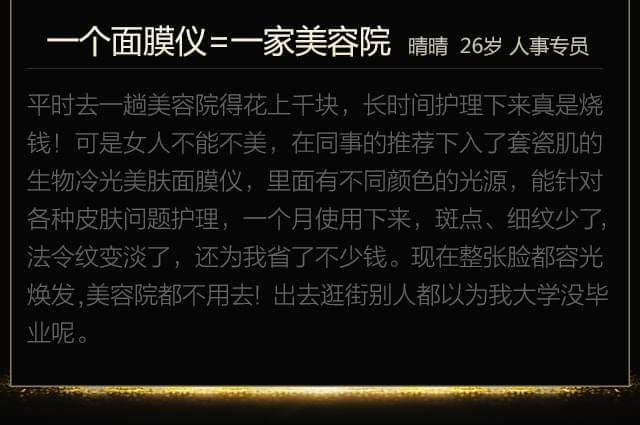 一个面膜仪=一家美容院 晴晴 26岁 人事专员
平时去一趟美容院得花上千块，长时间护理下来真是烧
钱！可是女人不能不美，在同事的推荐下入了套瓷肌的
生物冷光美肤面膜仪，里面有不同颜色的光源，能针对
各种皮肤问题护理，一个月使用下来，斑点、细纹少了,
法令纹变淡了，还为我省了不少钱。现在整张脸都容光
焕发,美容院都不用去! 出去逛街别人都以为我大学没毕
业呢。